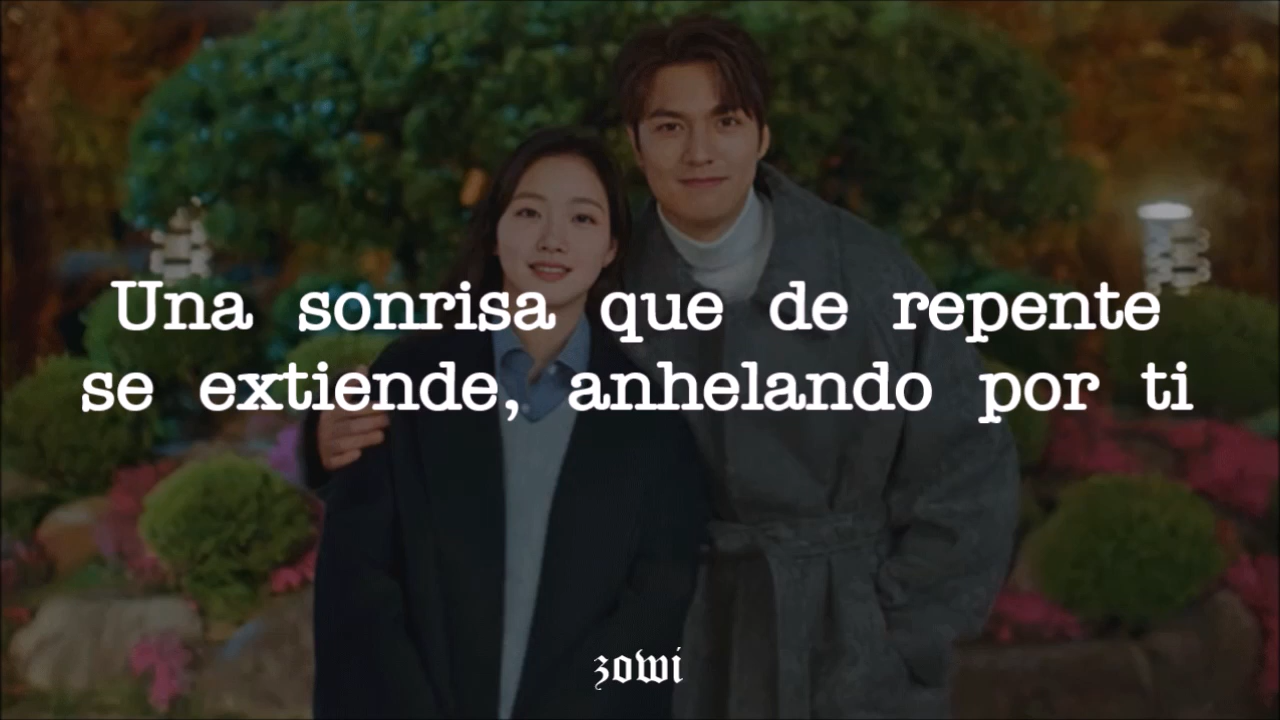 Una sonrisa que de repente
se extiende, anhelando por ti
zowi